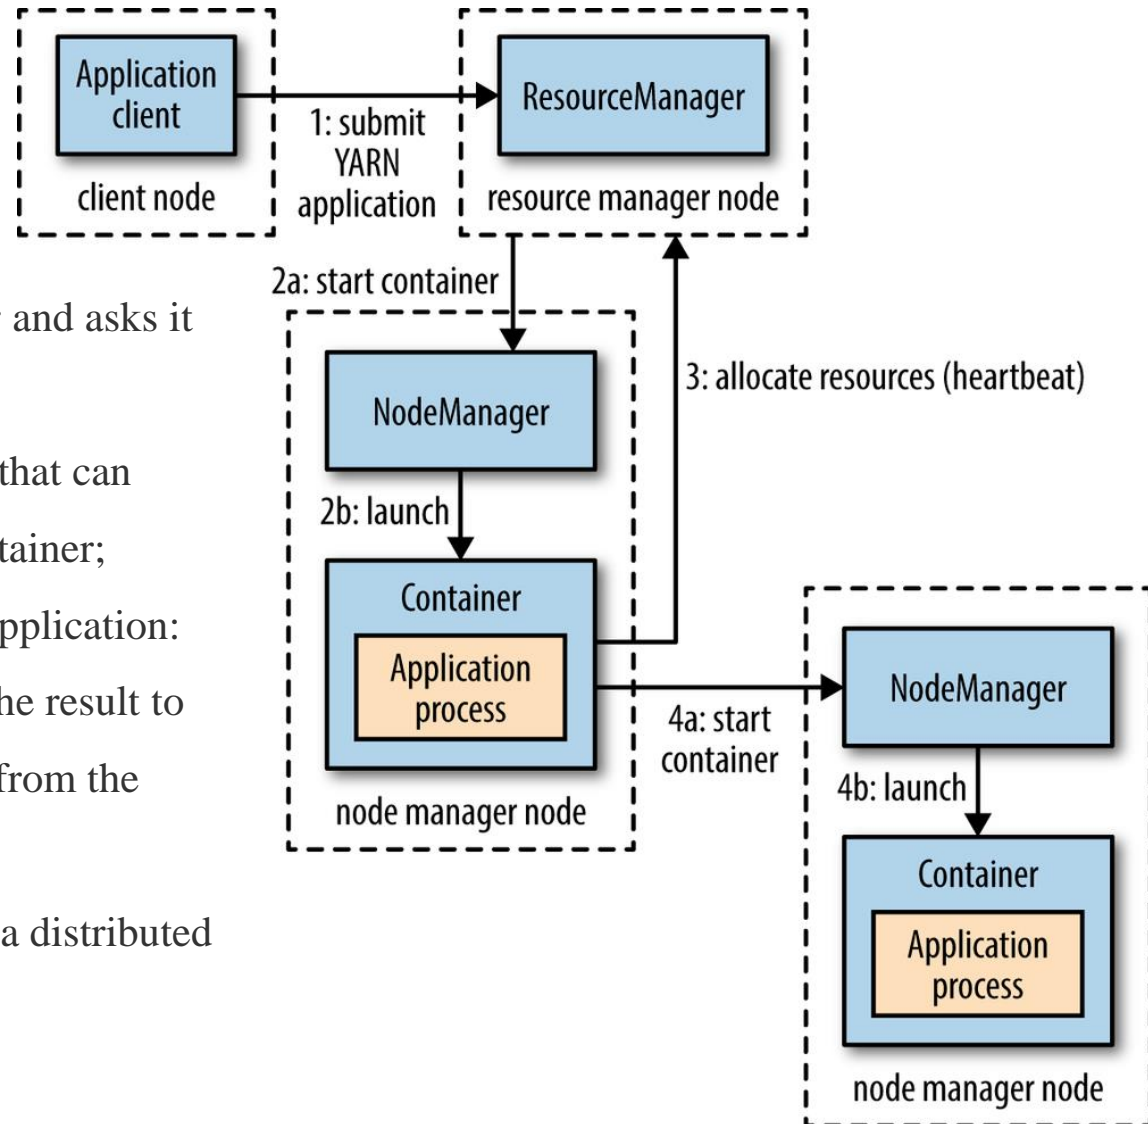 Application
client
client node
1: submit
YARN
application
ResourceManager
resource manager node
2a: start container
r and asks it
that can
tainer;
pplication:
he result to
from the
a distributed
NodeManager
2b: launch
Container
Application
process
node manager node
3: allocate resources (heartbeat)
4a: start
container
NodeManager
4b: launch
Container
Application
process
node manager node